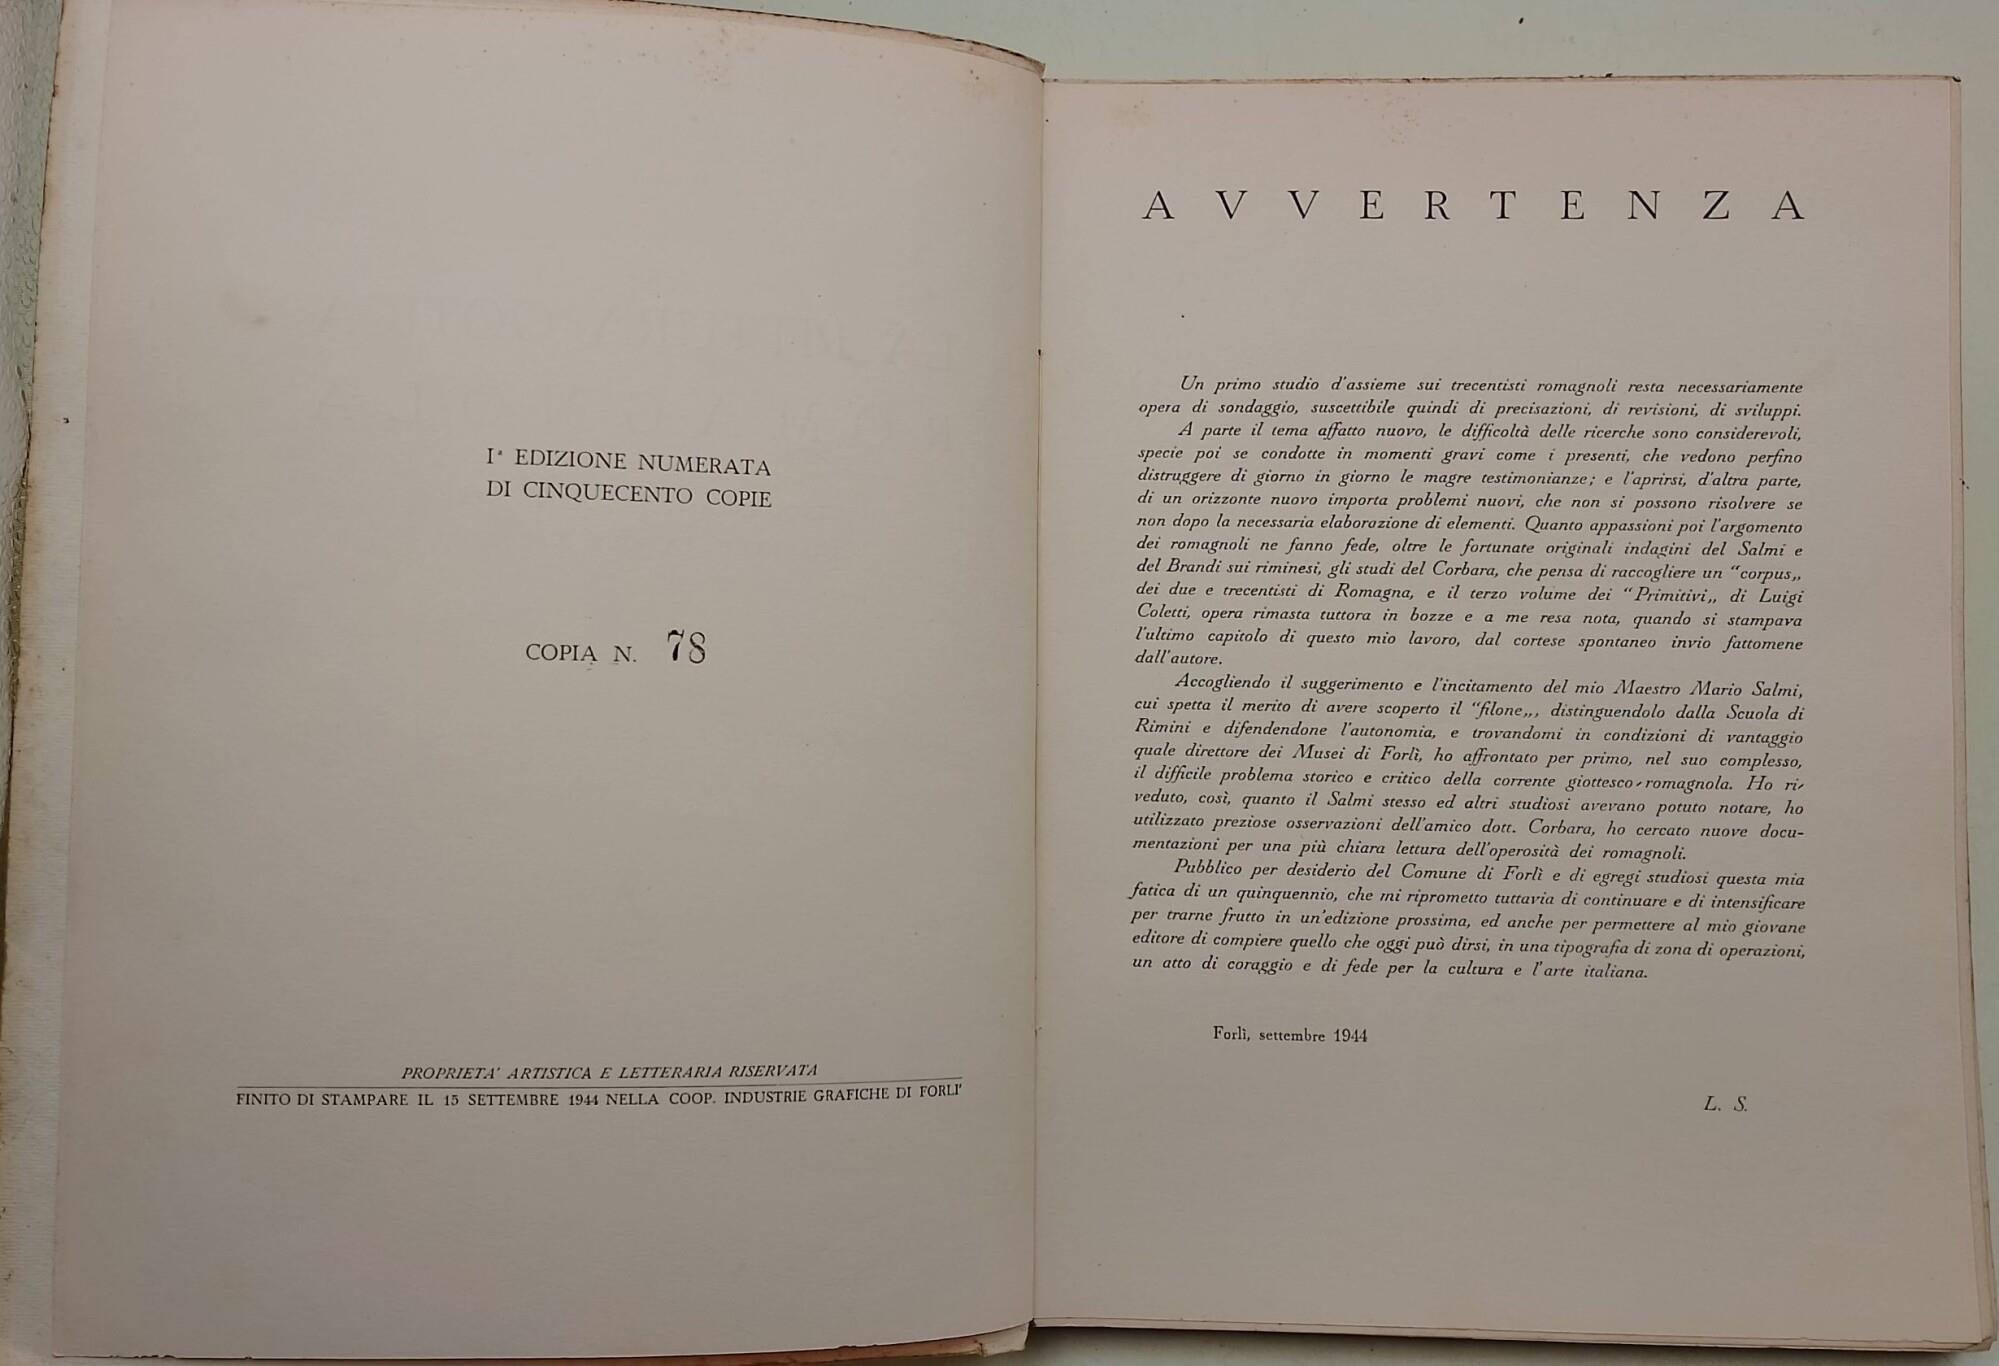 Iª EDIZIONE NUMERATA
DI CINQUECENTO COPIE
COPIA N. 78
PROPRIETA' ARTISTICA E LETTERARIA RISERVATA
FINITO DI STAMPARE IL 15 SETTEMBRE 1944 NELLA COOP. INDUSTRIE GRAFICHE DI FORLI'
AVVERTENZA
Un primo studio d'assieme sui trecentisti romagnoli resta necessariamente
opera di sondaggio, suscettibile quindi di precisazioni, di revisioni, di sviluppi.
A parte il tema affatto nuovo, le difficoltà delle ricerche sono considerevoli,
specie poi se condotte in momenti gravi come i presenti, che vedono perfino
distruggere di giorno in giorno le magre testimonianze; e l'aprirsi, d'altra parte,
di un orizzonte nuovo importa problemi nuovi, che non si possono risolvere se
non dopo la necessaria elaborazione di elementi. Quanto appassioni poi l'argomento
dei romagnoli ne fanno fede, oltre le fortunate originali indagini del Salmi e
del Brandi sui riminesi, gli studi del Corbara, che pensa di raccogliere un “corpus„
dei due e trecentisti di Romagna, e il terzo volume dei “Primitivi„ di Luigi
Coletti, opera rimasta tuttora in bozze e a me resa nota, quando si stampava
l'ultimo capitolo di questo mio lavoro, dal cortese spontaneo invio fattomene
dall'autore.
Accogliendo il suggerimento e l'incitamento del mio Maestro Mario Salmi,
cui spetta il merito di avere scoperto il “filone„, distinguendolo dalla Scuola di
Rimini e difendendone l'autonomia, e trovandomi in condizioni di vantaggio
quale direttore dei Musei di Forlì, ho affrontato per primo, nel suo complesso,
il difficile problema storico e critico della corrente giottesco-romagnola. Ho ri-
veduto, così, quanto il Salmi stesso ed altri studiosi avevano potuto notare, ho
utilizzato preziose osservazioni dell'amico dott. Corbara, ho cercato nuove docu-
mentazioni per una più chiara lettura dell'operosità dei romagnoli.
Pubblico per desiderio del Comune di Forlì e di egregi studiosi questa mia
fatica di un quinquennio, che mi riprometto tuttavia di continuare e di intensificare
per trarne frutto in un'edizione prossima, ed anche per permettere al mio giovane
editore di compiere quello che oggi può dirsi, in una tipografia di zona di operazioni,
un atto di coraggio e di fede per la cultura e l'arte italiana.
Forlì, settembre 1944
L. S.